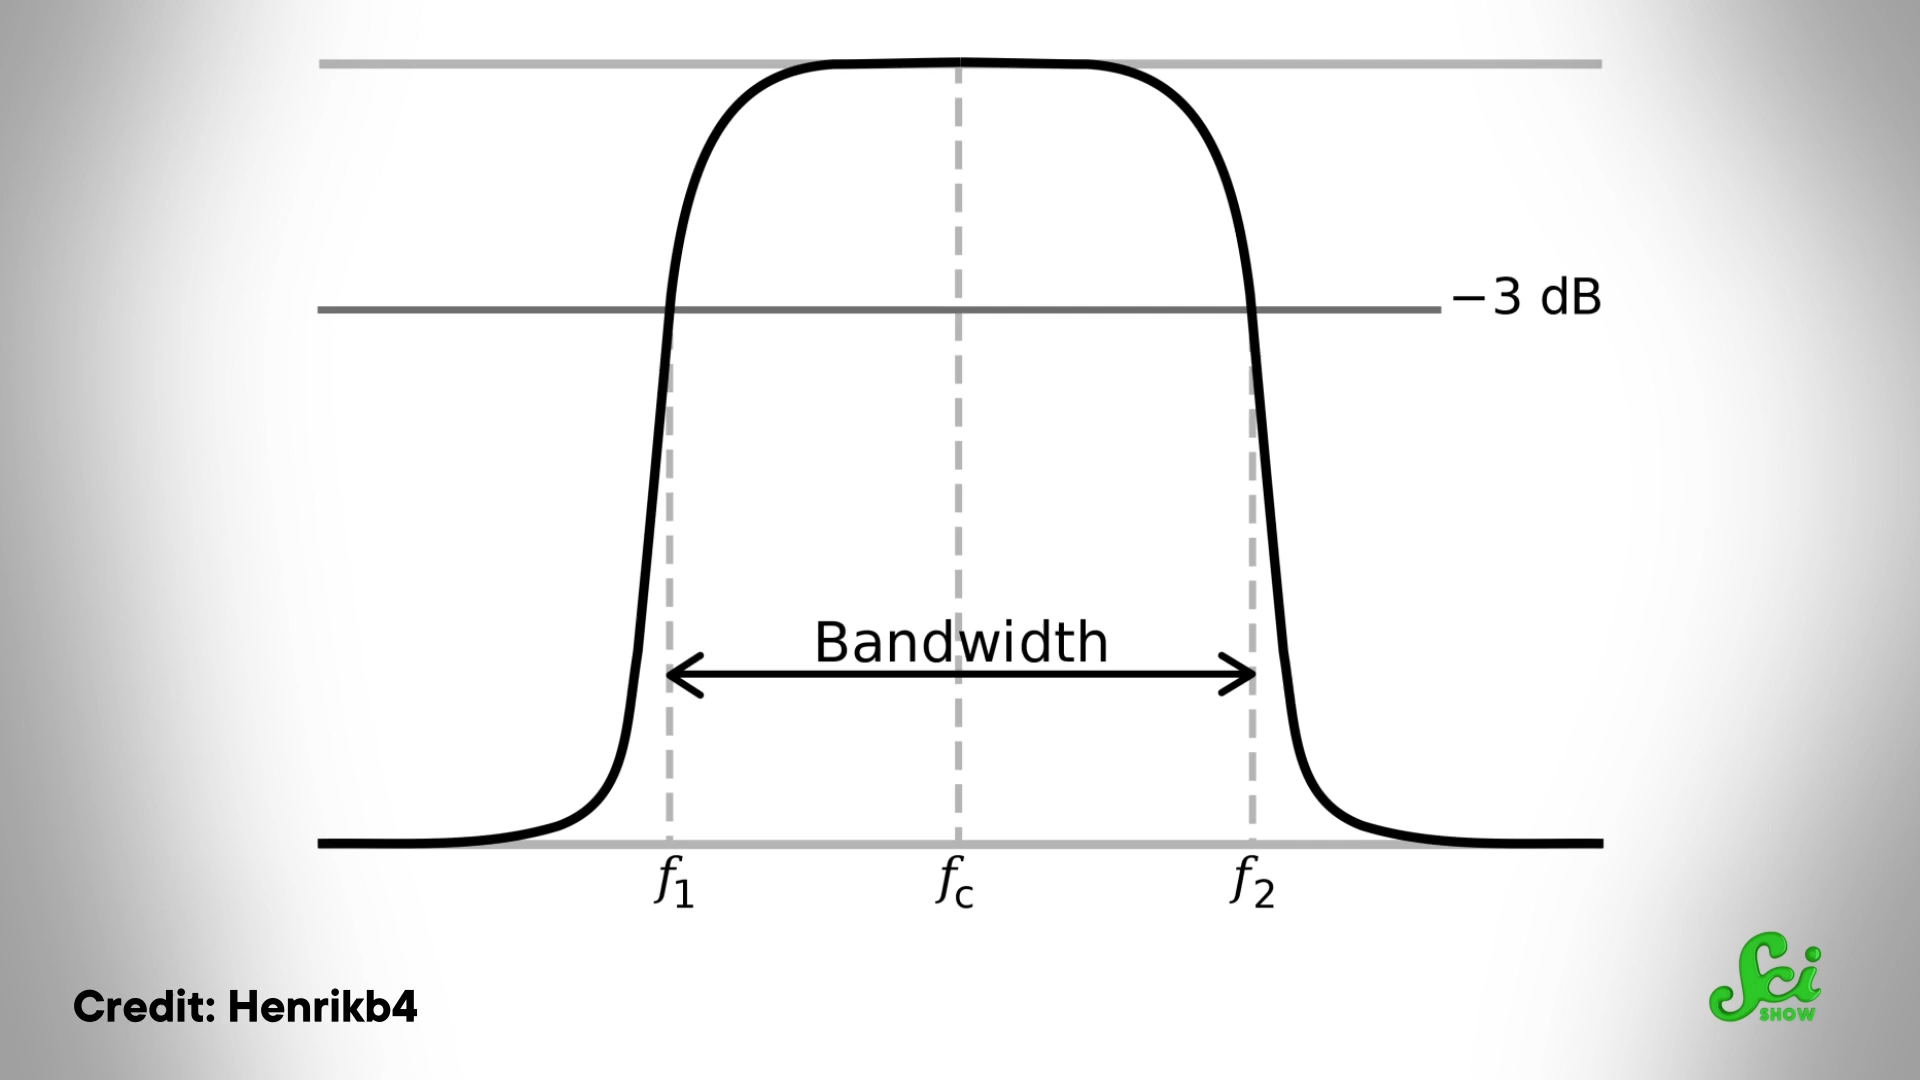 −3 dB
Bandwidth
f1
fc
f2
Credit: Henrikb4
Sci
SHOW